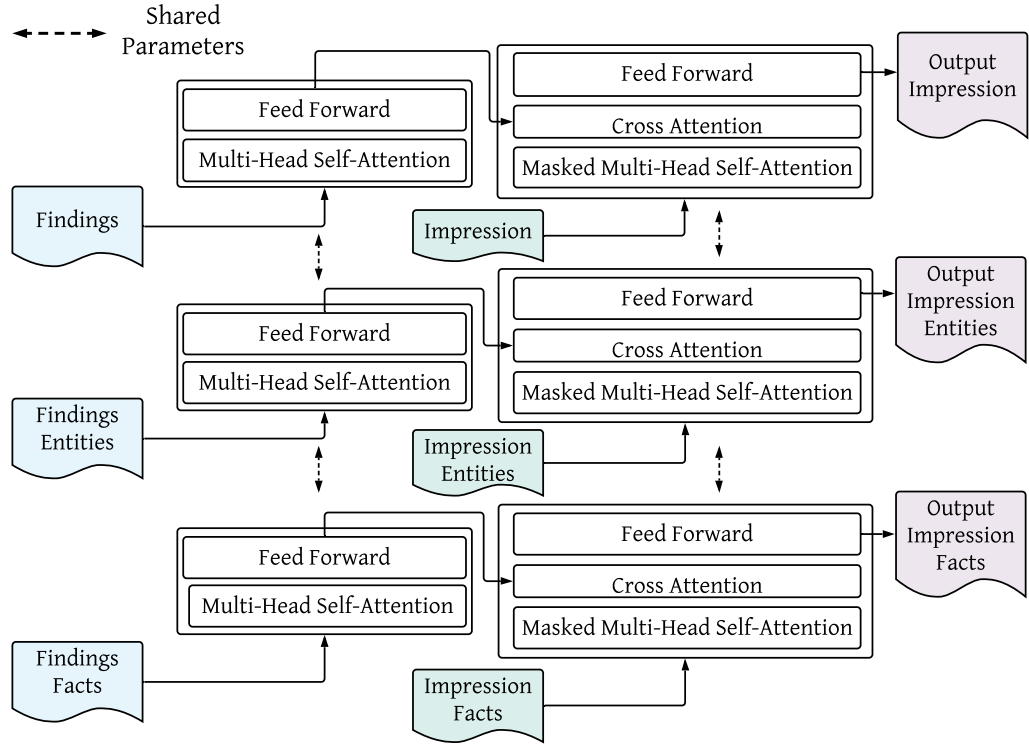 Shared
Parameters
Feed Forward
Multi-Head Self-Attention
Findings
Feed Forward
Cross Attention
Masked Multi-Head Self-Attention
Impression
Output
Impression
Feed Forward
Multi-Head Self-Attention
Findings
Entities
Feed Forward
Cross Attention
Masked Multi-Head Self-Attention
Impression
Entities
Output
Impression
Entities
Feed Forward
Multi-Head Self-Attention
Findings
Facts
Feed Forward
Cross Attention
Masked Multi-Head Self-Attention
Impression
Facts
Output
Impression
Facts